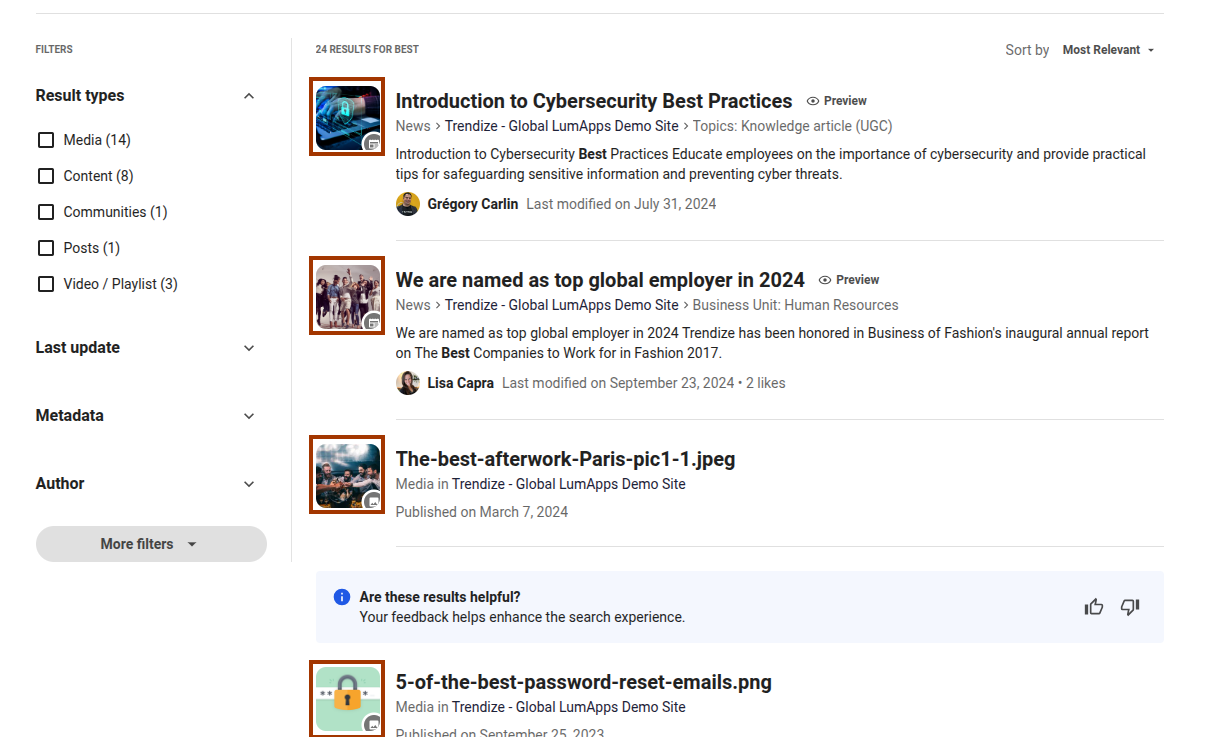 FILTERS
Result types
Media (14)
Content (8)
Communities (1)
Posts (1)
Video / Playlist (3)
Last update
Metadata
Author
More filters
24 RESULTS FOR BEST
Sort by Most Relevant
Introduction to Cybersecurity Best Practices Preview
News > Trendize - Global LumApps Demo Site > Topics: Knowledge article (UGC)
Introduction to Cybersecurity Best Practices Educate employees on the importance of cybersecurity and provide practical
tips for safeguarding sensitive information and preventing cyber threats.
Grégory Carlin Last modified on July 31, 2024
We are named as top global employer in 2024 Preview
News > Trendize - Global LumApps Demo Site > Business Unit: Human Resources
We are named as top global employer in 2024 Trendize has been honored in Business of Fashion's inaugural annual report
on The Best Companies to Work for in Fashion 2017.
Lisa Capra Last modified on September 23, 2024 • 2 likes
The-best-afterwork-Paris-pic1-1.jpeg
Media in Trendize - Global LumApps Demo Site
Published on March 7, 2024
Are these results helpful?
Your feedback helps enhance the search experience.
5-of-the-best-password-reset-emails.png
Media in Trendize - Global LumApps Demo Site
Published on September 25, 2023